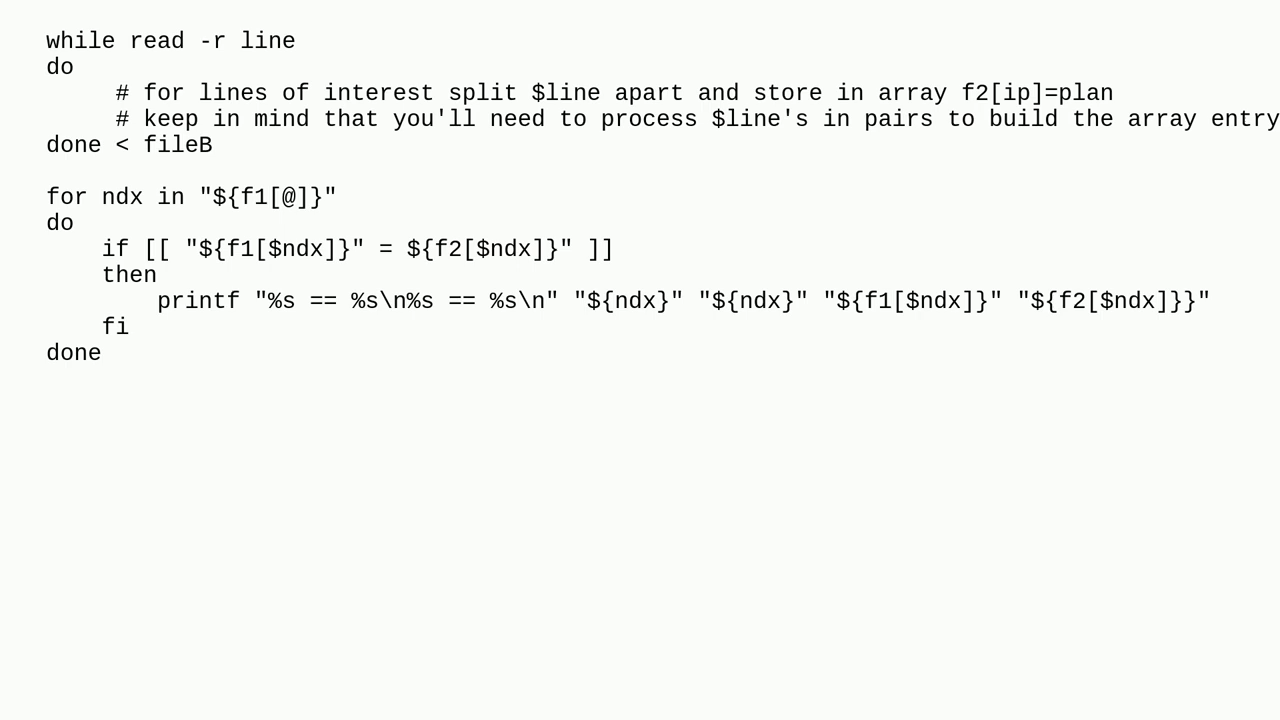 while read -r line
do
     # for lines of interest split $line apart and store in array f2[ip]=plan
     # keep in mind that you'll need to process $line's in pairs to build the array entry
done < fileB

for ndx in "${f1[@]}"
do
    if [[ "${f1[$ndx]}" = ${f2[$ndx]}" ]]
    then
        printf "%s == %s\n%s == %s\n" "${ndx}" "${ndx}" "${f1[$ndx]}" "${f2[$ndx]}}"
    fi
done